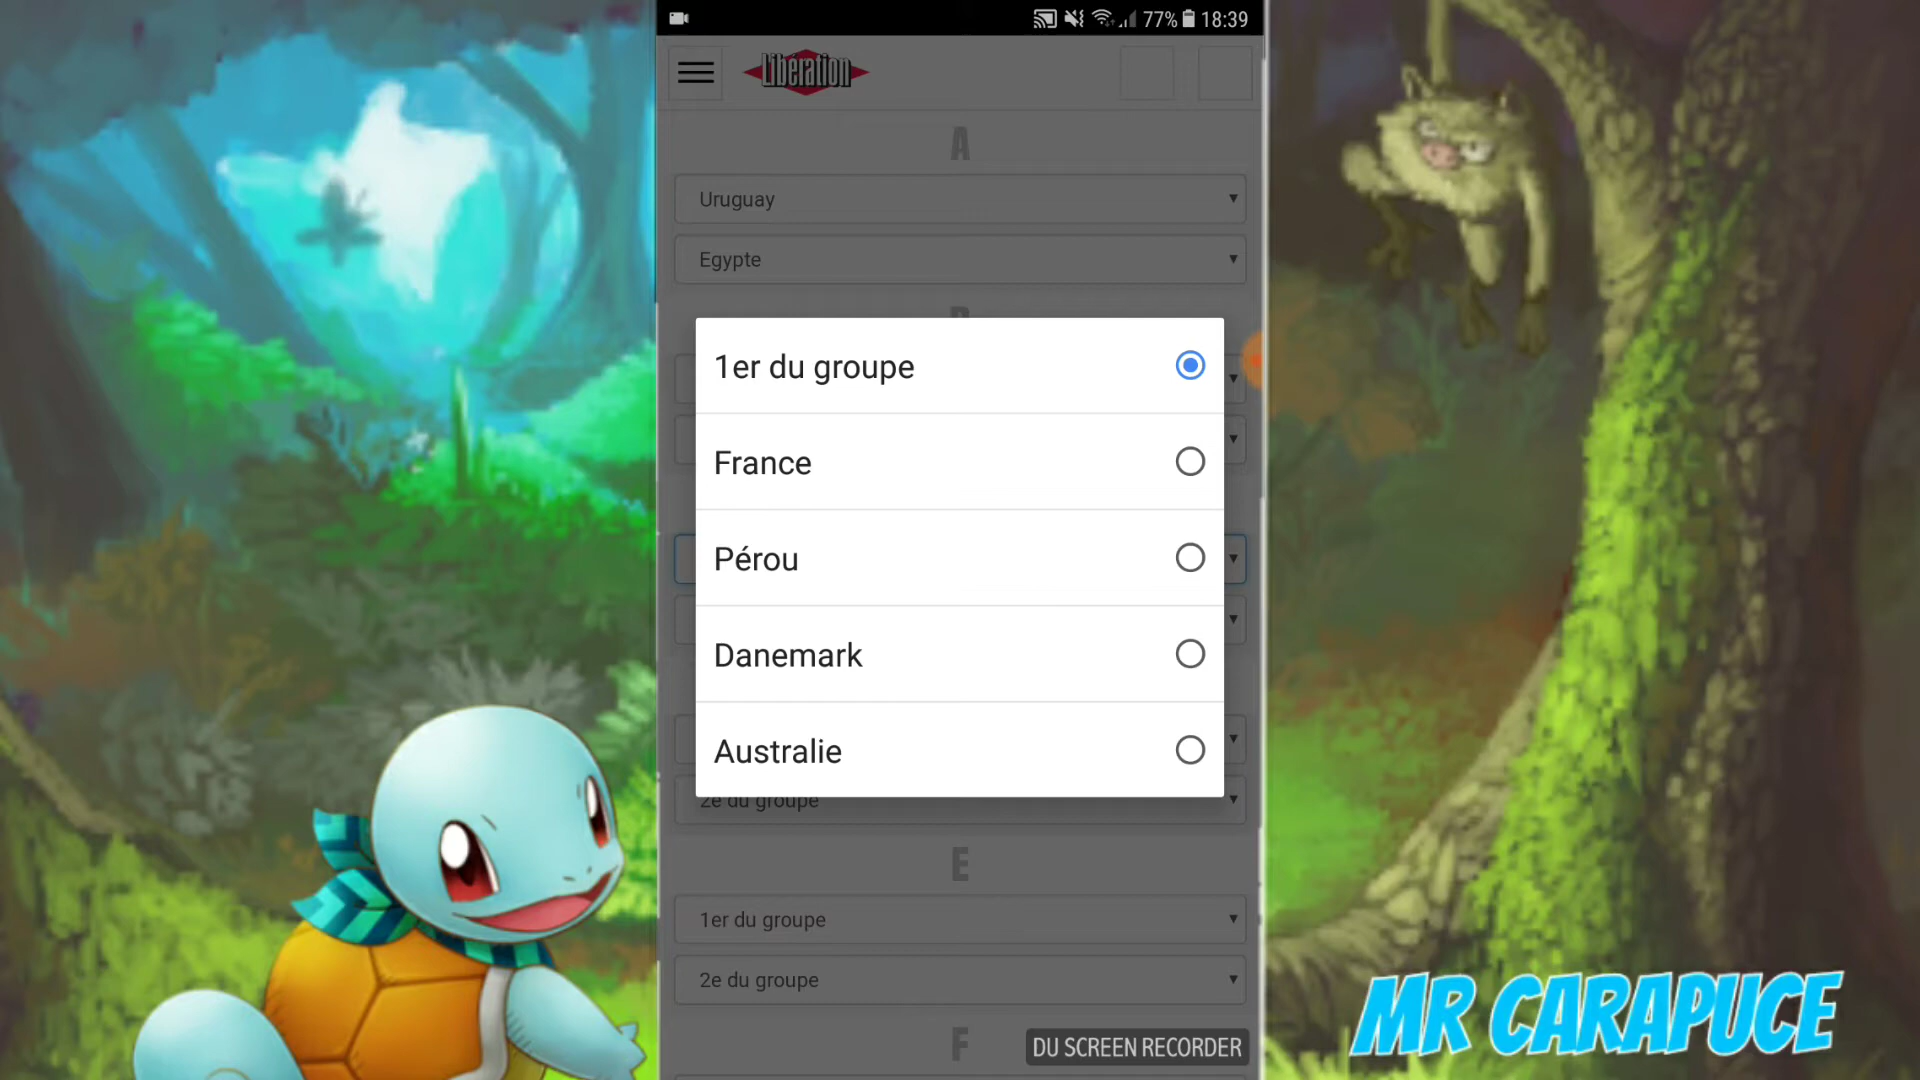 77% 18:39
Libération
A
Uruguay
Egypte
1er du groupe
France
Pérou
Danemark
Australie
2e du groupe
E
1er du groupe
2e du groupe
F
DU SCREEN RECORDER
MR CARAPUCE